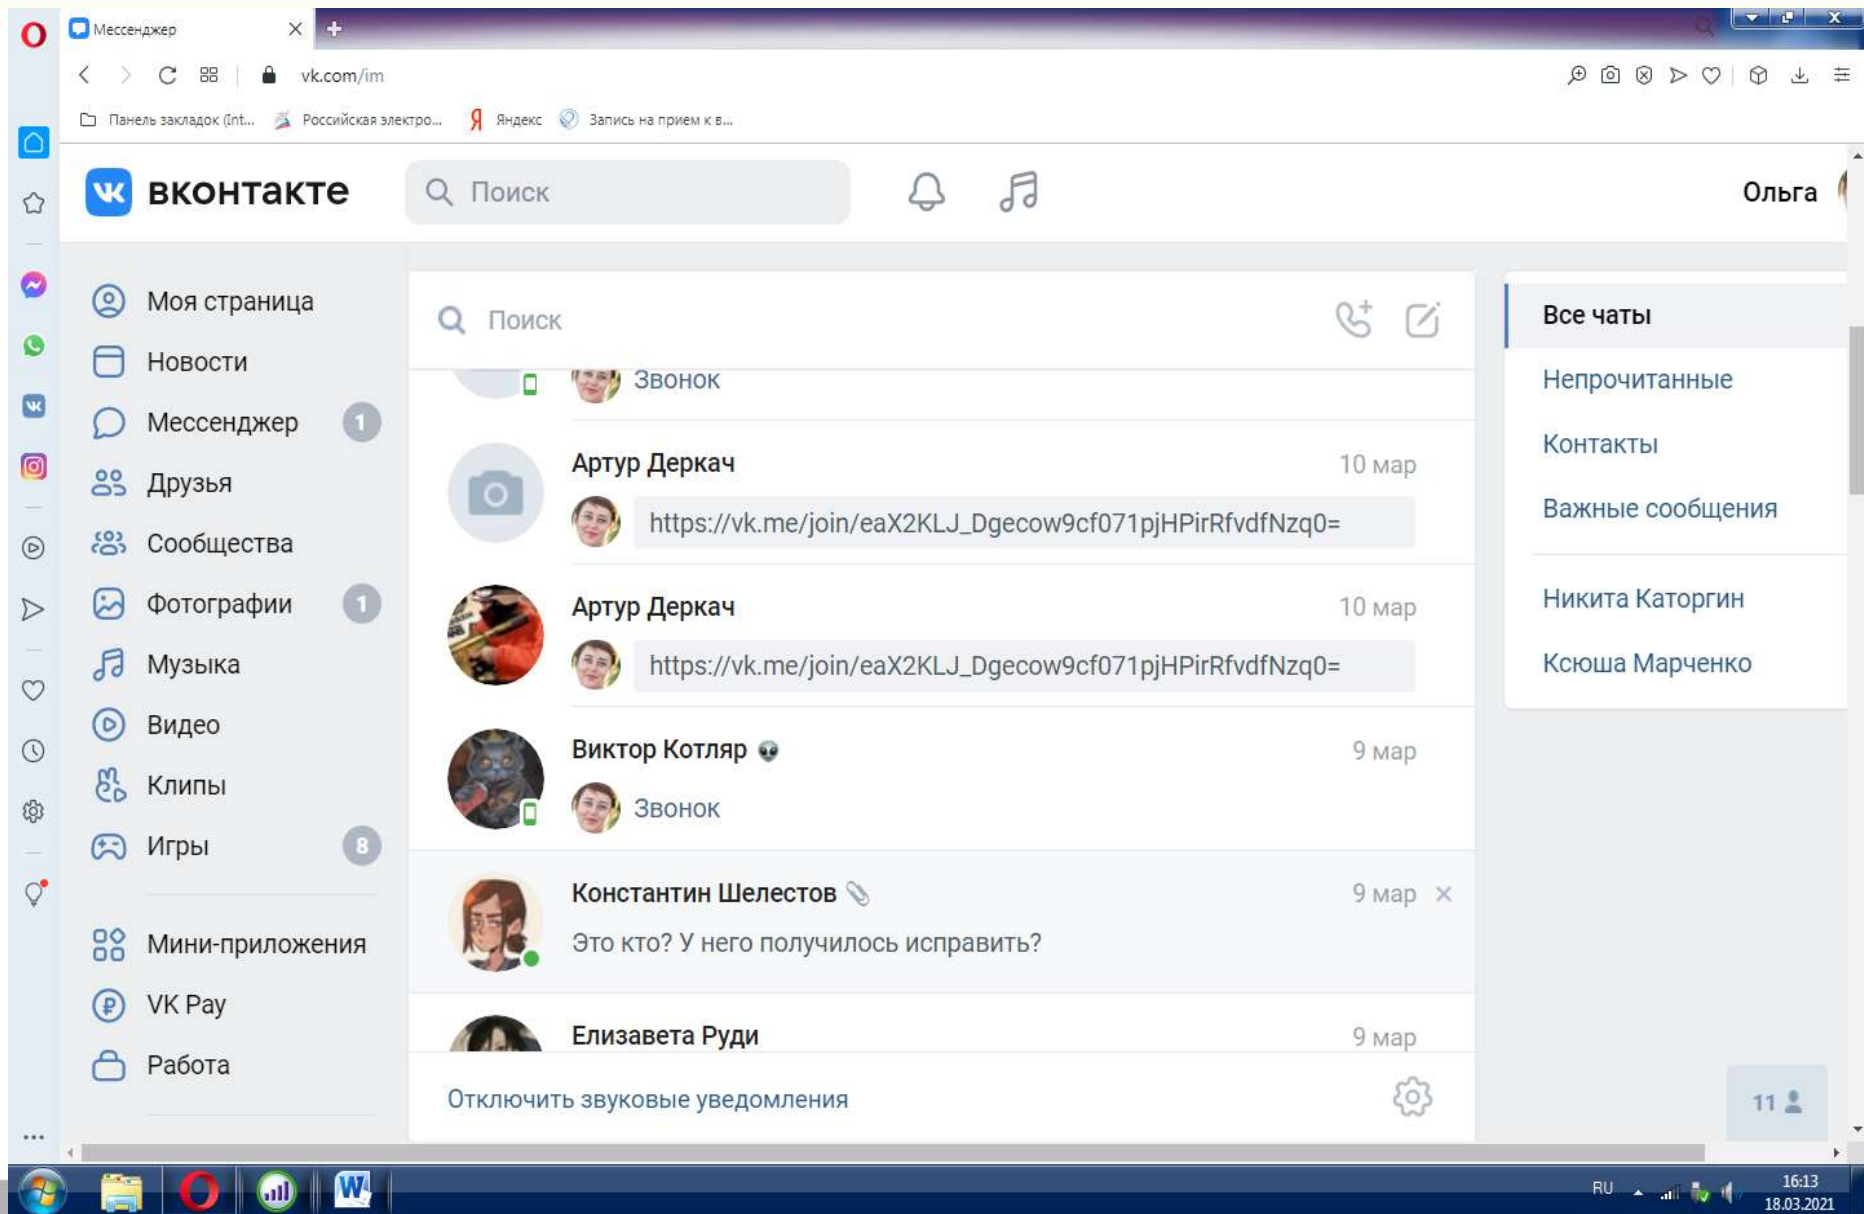 Мессенджер
vk.com/im
Панель закладок (Int...
Российская электро...
Яндекс
Запись на прием к в...
вконтакте
Поиск
Ольга
Моя страница
Новости
Мессенджер 1
Друзья
Сообщества
Фотографии 1
Музыка
Видео
Клипы
Игры 8
Мини-приложения
VK Pay
Работа
Поиск
Звонок
Артур Деркач 10 мар
https://vk.me/join/eaX2KLJ_Dgecow9cf071pjHPirRfvdfNzq0=
Артур Деркач 10 мар
https://vk.me/join/eaX2KLJ_Dgecow9cf071pjHPirRfvdfNzq0=
Виктор Котляр 9 мар
Звонок
Константин Шелестов 9 мар
Это кто? У него получилось исправить?
Елизавета Руди 9 мар
Отключить звуковые уведомления
Все чаты
Непрочитанные
Контакты
Важные сообщения
Никита Каторгин
Ксюша Марченко
11
RU
16:13
18.03.2021